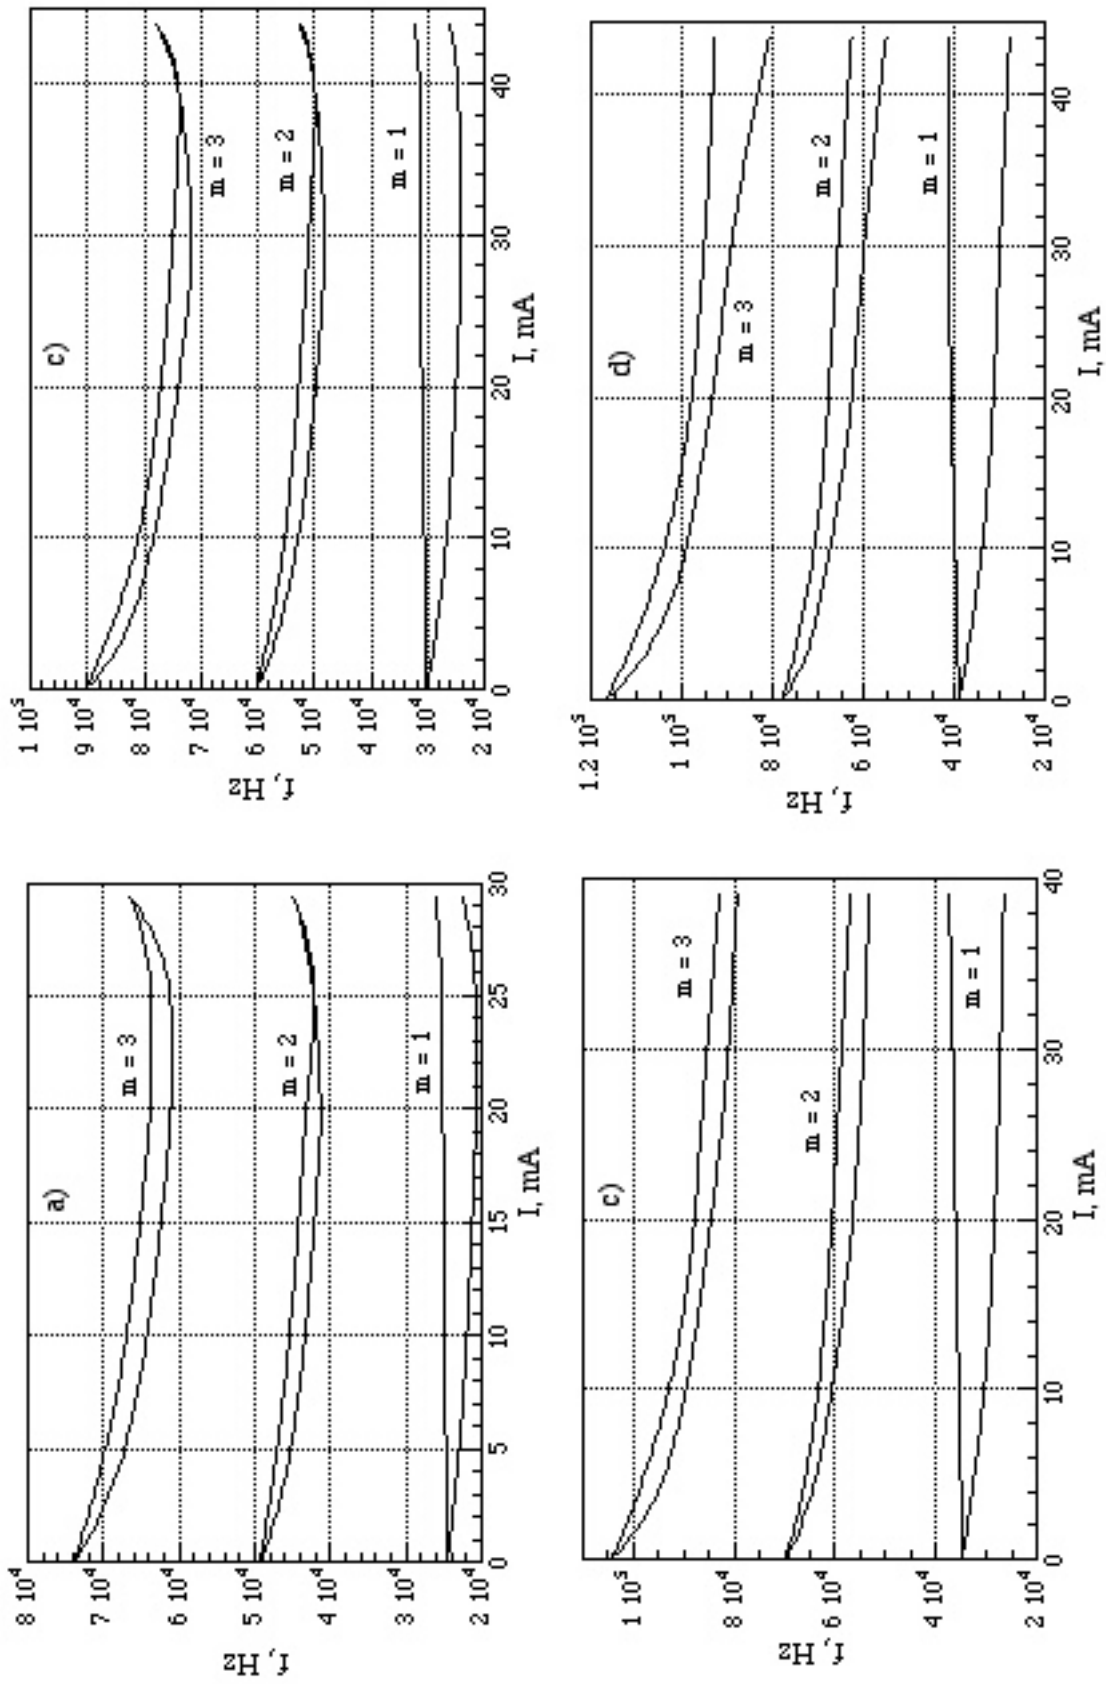 a)
8 10⁴
7 10⁴
6 10⁴
5 10⁴
4 10⁴
3 10⁴
2 10⁴
f, Hz
m = 3
m = 2
m = 1
0 5 10 15 20 25 30
I, mA
c)
1 10⁵
9 10⁴
8 10⁴
7 10⁴
6 10⁴
5 10⁴
4 10⁴
3 10⁴
2 10⁴
f, Hz
m = 3
m = 2
m = 1
0 10 20 30 40
I, mA
c)
1 10⁵
8 10⁴
6 10⁴
4 10⁴
2 10⁴
f, Hz
m = 3
m = 2
m = 1
0 10 20 30 40
I, mA
d)
1.2 10⁵
1 10⁵
8 10⁴
6 10⁴
4 10⁴
2 10⁴
f, Hz
m = 3
m = 2
m = 1
0 10 20 30 40
I, mA